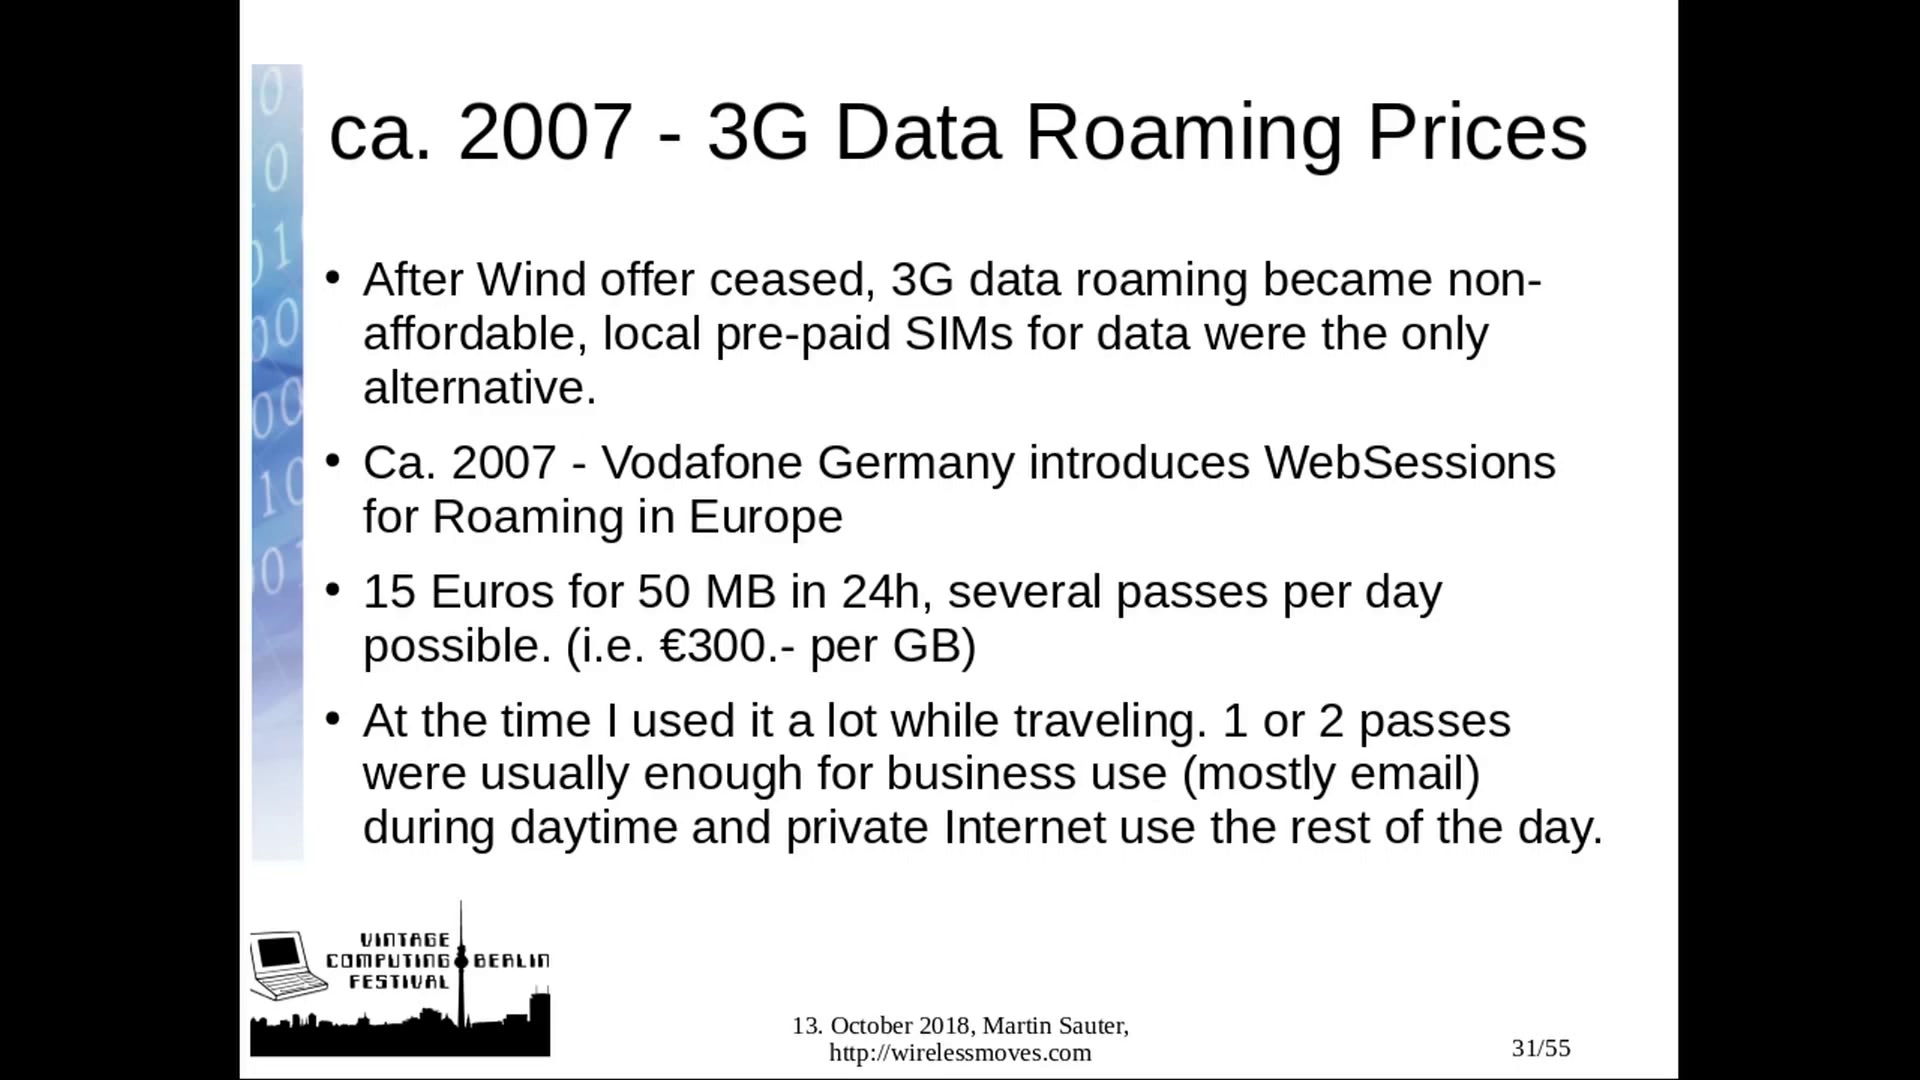 ca. 2007 - 3G Data Roaming Prices
• After Wind offer ceased, 3G data roaming became non-
affordable, local pre-paid SIMs for data were the only
alternative.
• Ca. 2007 - Vodafone Germany introduces WebSessions
for Roaming in Europe
• 15 Euros for 50 MB in 24h, several passes per day
possible. (i.e. €300.- per GB)
• At the time I used it a lot while traveling. 1 or 2 passes
were usually enough for business use (mostly email)
during daytime and private Internet use the rest of the day.
VINTAGE
COMPUTING BERLIN
FESTIVAL
13. October 2018, Martin Sauter,
http://wirelessmoves.com
31/55